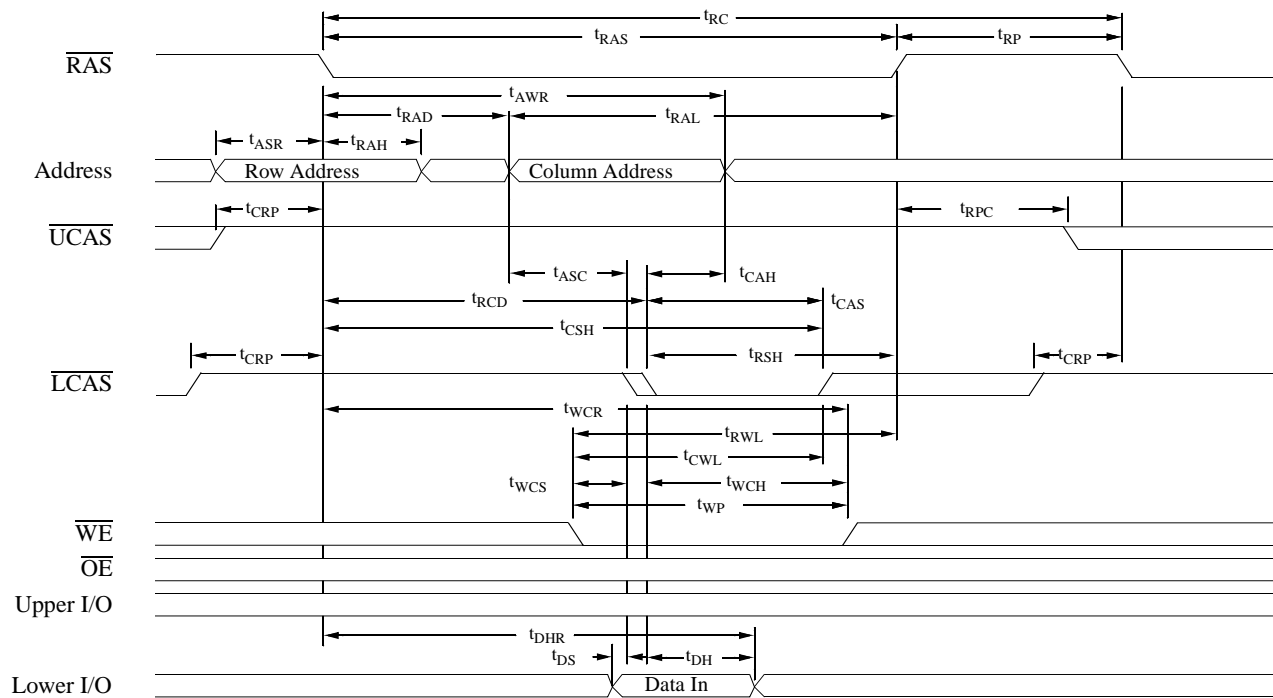 tRC
tRAS tRP
RAS
tAWR
tRAD tRAL
tASR tRAH
Address Row Address Column Address
tCRP tRPC
UCAS
tASC tCAH
tRCD tCAS
tCSH
tCRP tRSH tCRP
LCAS
tWCR
tRWL
tCWL
tWCS tWCH
tWP
WE
OE
Upper I/O
tDHR
tDS tDH
Lower I/O Data In